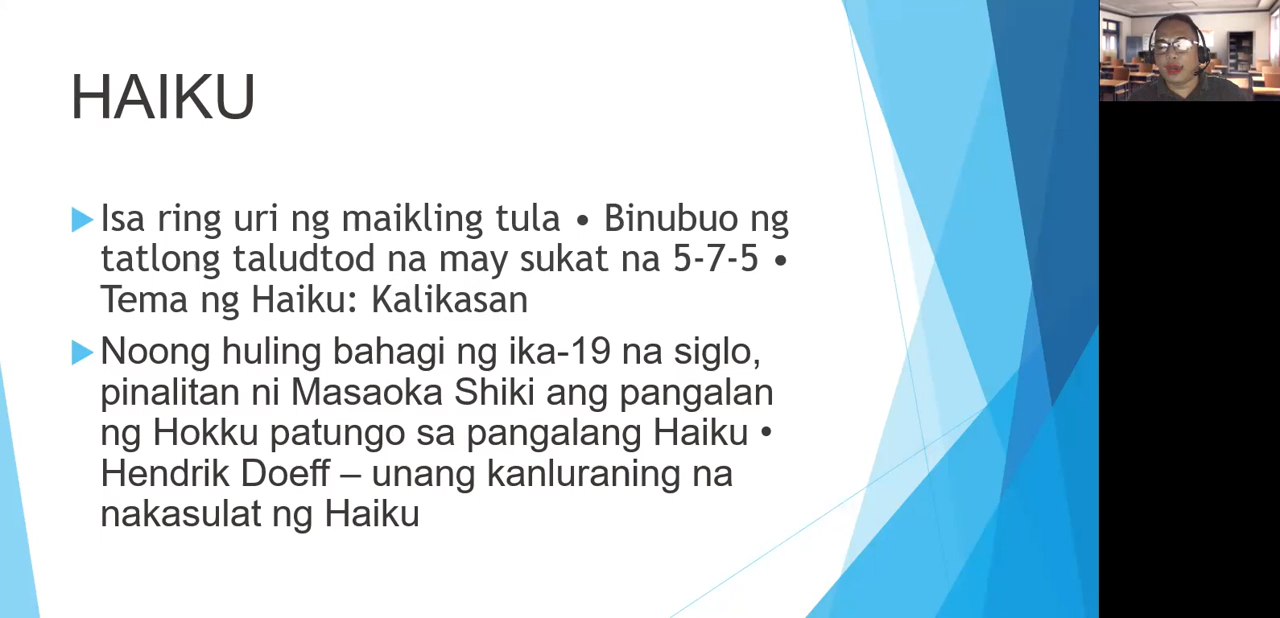 HAIKU
Isa ring uri ng maikling tula • Binubuo ng
tatlong taludtod na may sukat na 5-7-5 •
Tema ng Haiku: Kalikasan
Noong huling bahagi ng ika-19 na siglo,
pinalitan ni Masaoka Shiki ang pangalan
ng Hokku patungo sa pangalang Haiku •
Hendrik Doeff – unang kanluraning na
nakasulat ng Haiku